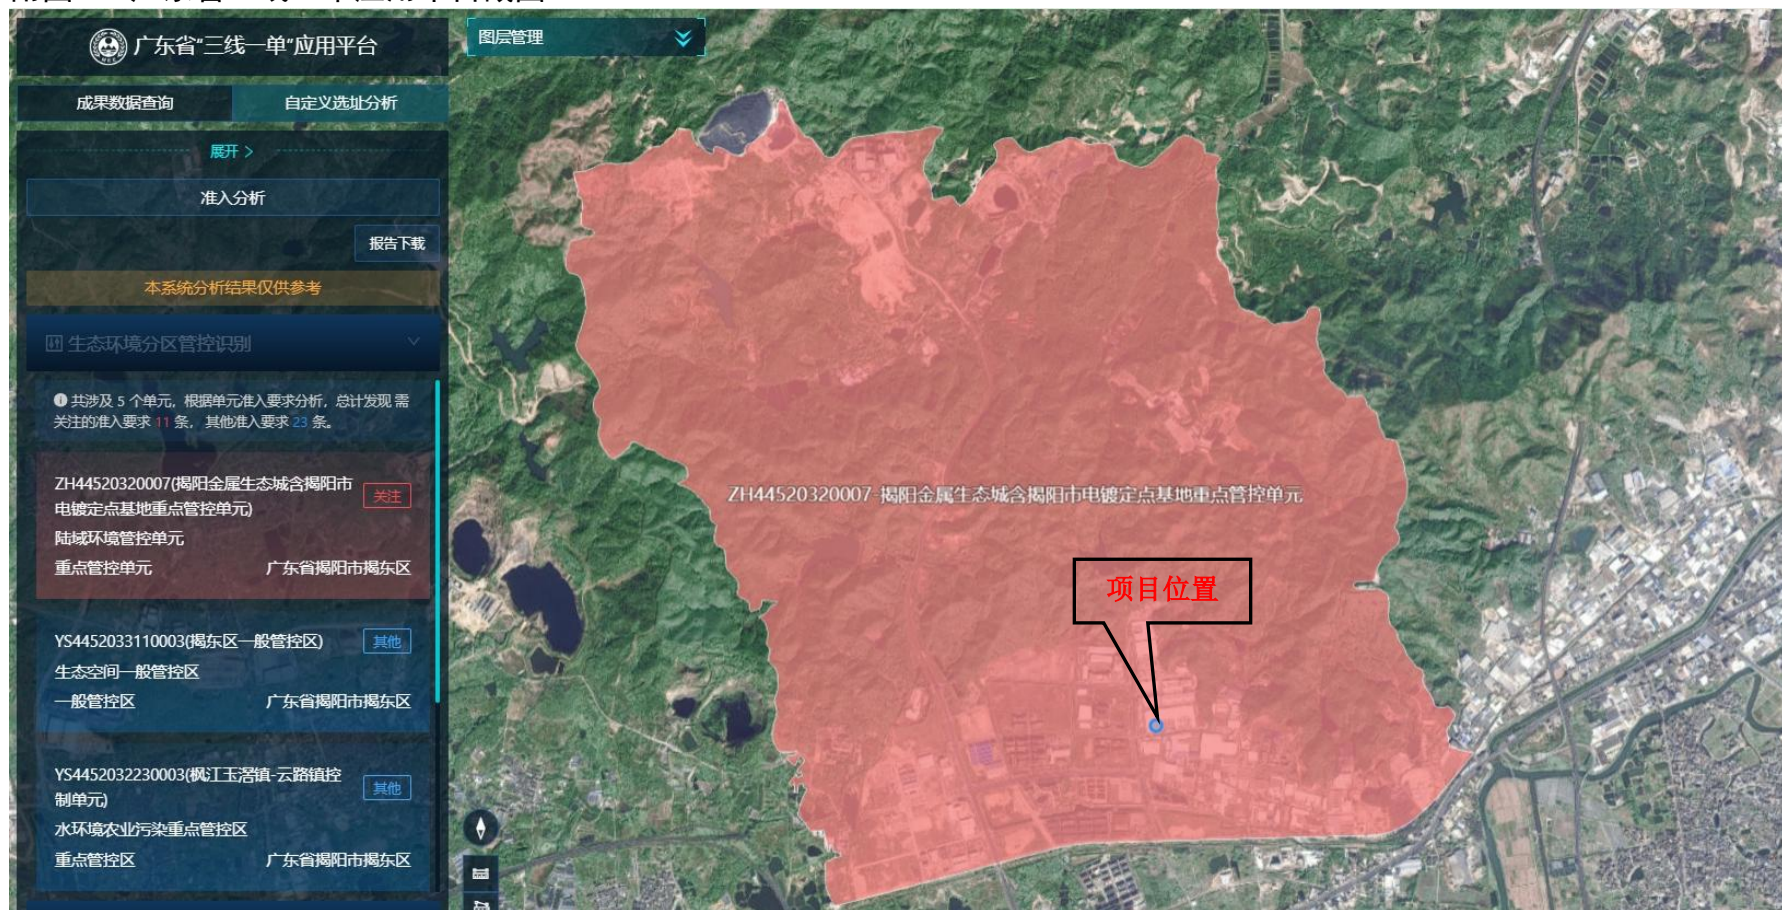 广东省"三线一单"应用平台
图层管理
成果数据查询
自定义选址分析
展开 >
准入分析
报告下载
本系统分析结果仅供参考
生态环境分区管控识别
共涉及 5 个单元，根据单元准入要求分析，总计发现 需
关注的准入要求 11 条，其他准入要求 23 条。
ZH44520320007(揭阳金属生态城含揭阳市
电镀定点基地重点管控单元)
关注
陆域环境管控单元
重点管控单元
广东省揭阳市揭东区
YS4452033110003(揭东区一般管控区)
其他
生态空间一般管控区
一般管控区
广东省揭阳市揭东区
YS4452032230003(枫江玉滘镇-云路镇控
制单元)
其他
水环境农业污染重点管控区
重点管控区
广东省揭阳市揭东区
ZH44520320007-揭阳金属生态城含揭阳市电镀定点基地重点管控单元
项目位置